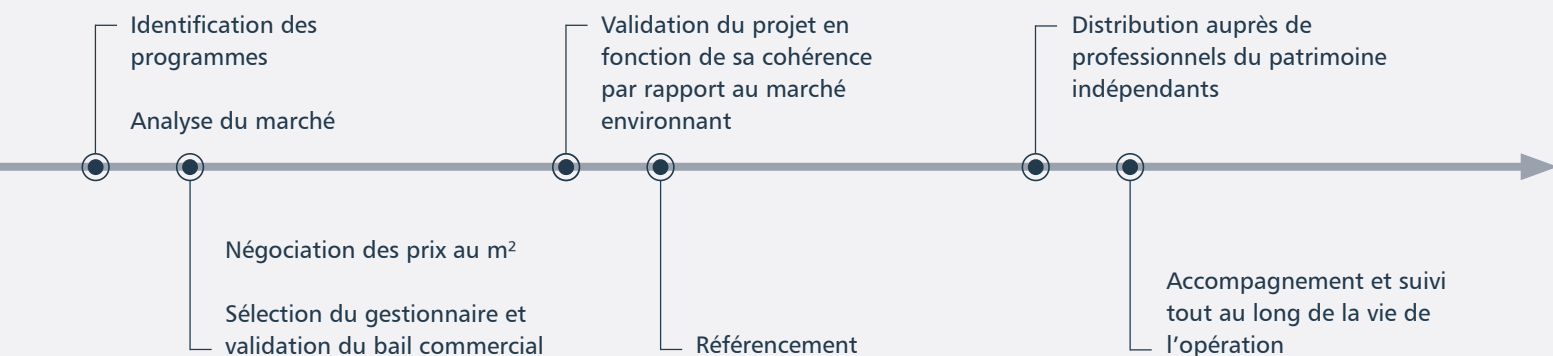 Identification des
programmes
Analyse du marché
Négociation des prix au m²
Sélection du gestionnaire et
validation du bail commercial
Validation du projet en
fonction de sa cohérence
par rapport au marché
environnant
Référencement
Distribution auprès de
professionnels du patrimoine
indépendants
Accompagnement et suivi
tout au long de la vie de
l’opération